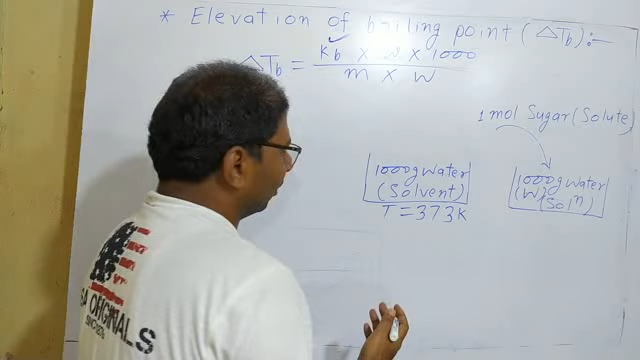 * Elevation of boiling point (ΔTb):-
ΔTb = Kb x w x 1000
m x W
1 mol Sugar (Solute)
1000g water
(Solvent)
T = 373K
1000g water
(W) (Solⁿ)
ORIGINALS